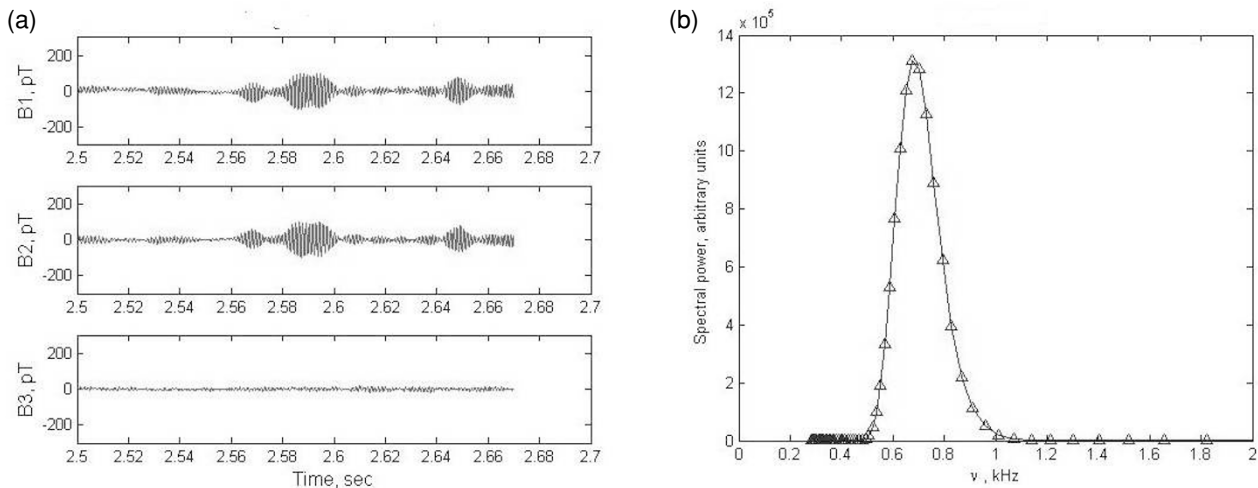 (a)
200
0
-200
B1, pT
2.5 2.52 2.54 2.56 2.58 2.6 2.62 2.64 2.66 2.68 2.7
200
0
-200
B2, pT
2.5 2.52 2.54 2.56 2.58 2.6 2.62 2.64 2.66 2.68 2.7
200
0
-200
B3, pT
2.5 2.52 2.54 2.56 2.58 2.6 2.62 2.64 2.66 2.68 2.7
Time, sec
(b)
x 10⁵
14
12
10
8
6
4
2
0
Spectral power, arbitrary units
0 0.2 0.4 0.6 0.8 1 1.2 1.4 1.6 1.8 2
ν , kHz